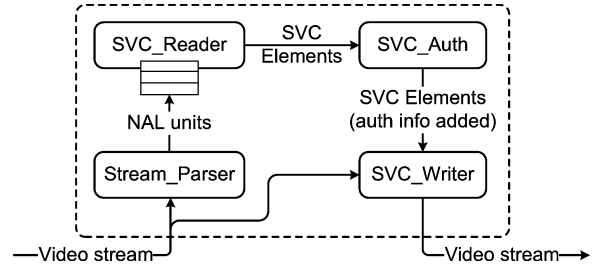 SVC_Reader
SVC
Elements
SVC_Auth
NAL units
SVC Elements
(auth info added)
Stream_Parser
SVC_Writer
Video stream
Video stream